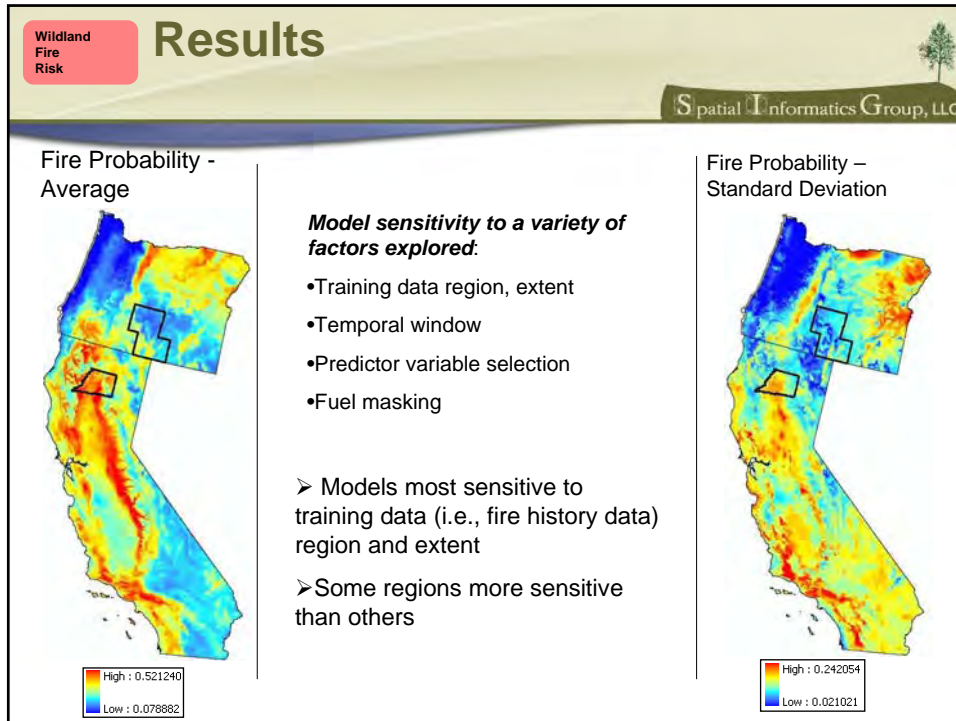 Wildland
Fire
Risk
Results
Spatial Informatics Group, LLC
Fire Probability -
Average
Model sensitivity to a variety of
factors explored:
•Training data region, extent
•Temporal window
•Predictor variable selection
•Fuel masking
➢ Models most sensitive to
training data (i.e., fire history data)
region and extent
➢Some regions more sensitive
than others
Fire Probability –
Standard Deviation
High : 0.521240
Low : 0.078882
High : 0.242054
Low : 0.021021